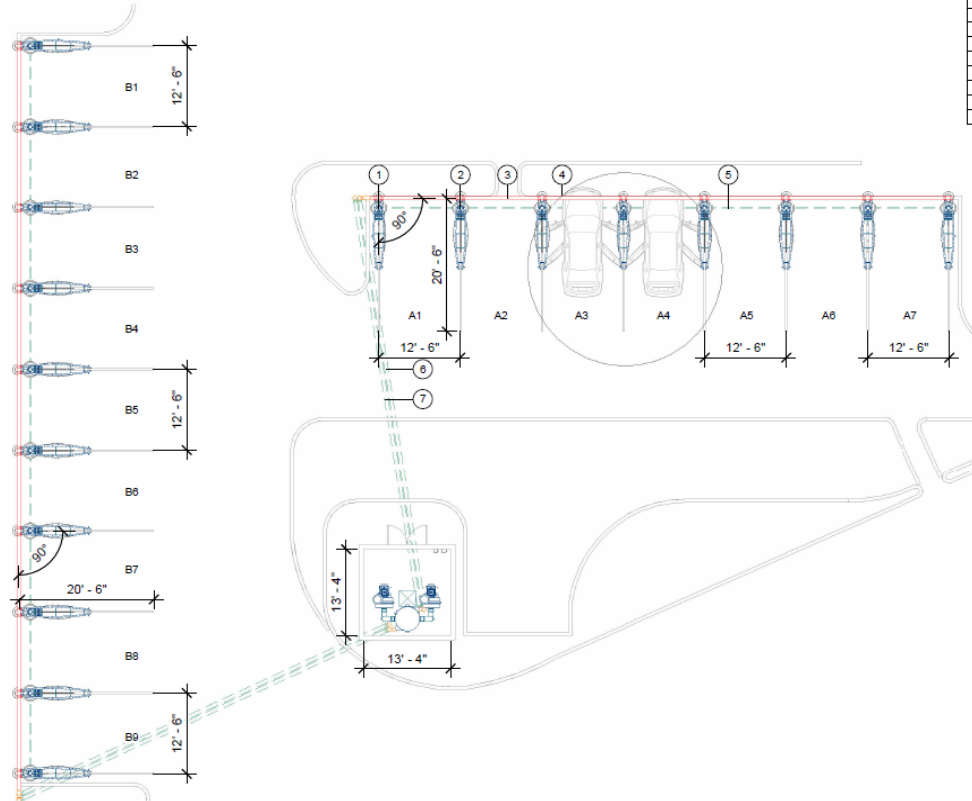 B1
12' - 6"
B2
B3
B4
B5
12' - 6"
B6
90°
B7
20' - 6"
B8
B9
12' - 6"
1
2
3
4
5
90°
20' - 6"
A1
A2
A3
A4
A5
A6
A7
12' - 6"
12' - 6"
12' - 6"
6
7
13' - 4"
13' - 4"